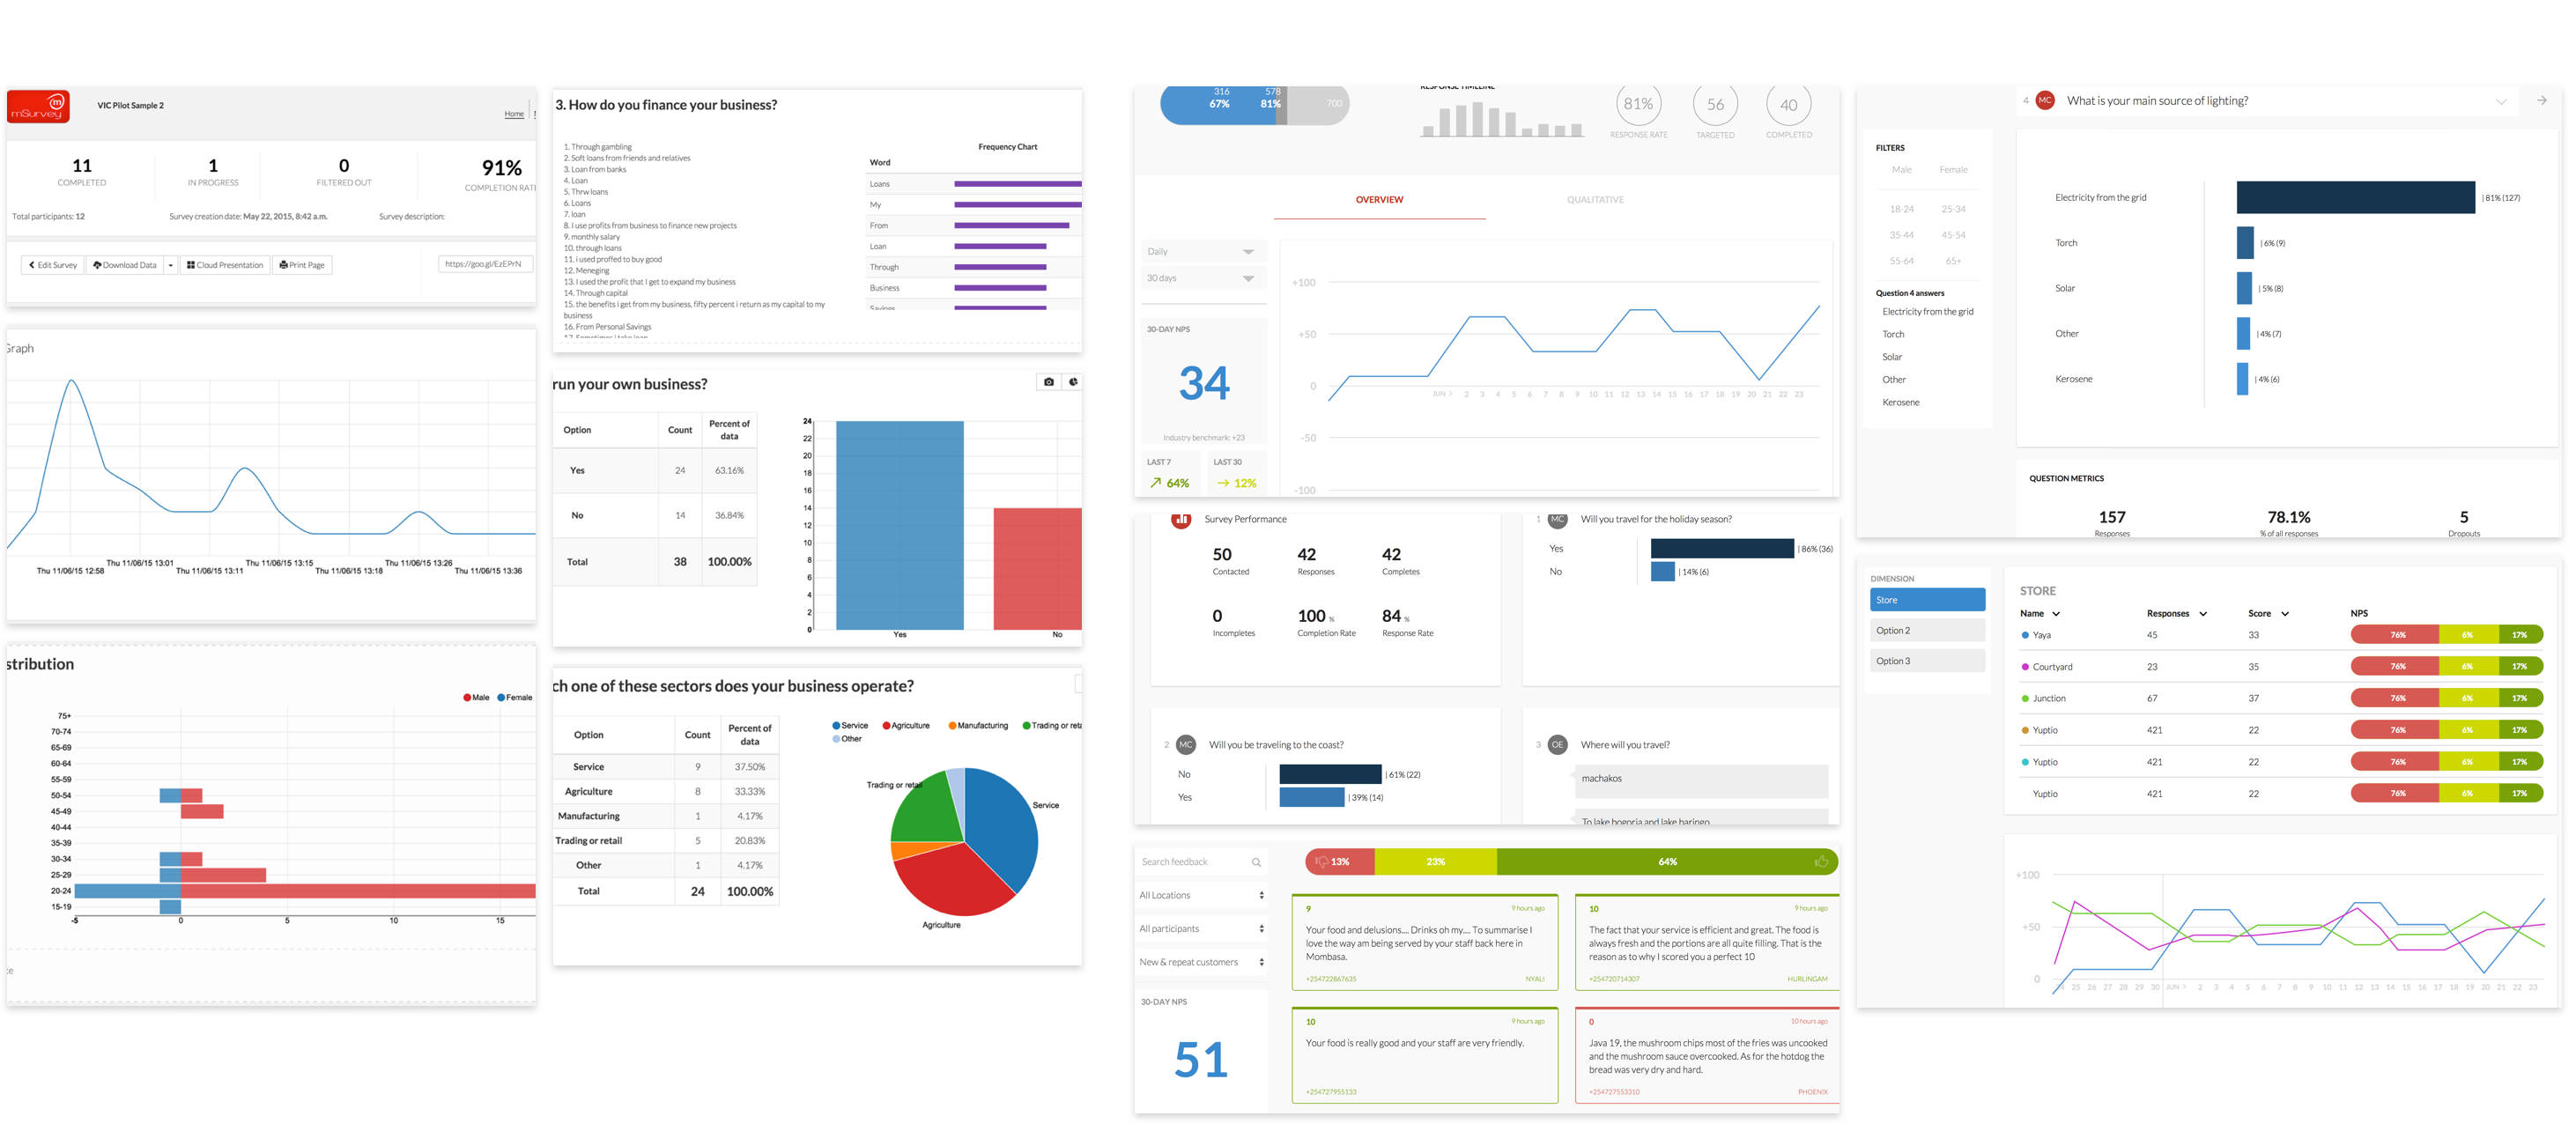 mSurvey
VIC Pilot Sample 2
Home
11
COMPLETED
1
IN PROGRESS
0
FILTERED OUT
91%
COMPLETION RATE
Total participants: 12
Survey creation date: May 22, 2015, 8:42 a.m.
Survey description:
Edit Survey
Download Data
Cloud Presentation
Print Page
https://goo.gl/EzEPrN
Graph
Thu 11/06/15 12:58
Thu 11/06/15 13:01
Thu 11/06/15 13:11
Thu 11/06/15 13:15
Thu 11/06/15 13:18
Thu 11/06/15 13:26
Thu 11/06/15 13:36
stribution
Male Female
75+
70-74
65-69
60-64
55-59
50-54
45-49
40-44
35-39
30-34
25-29
20-24
15-19
-5 0 5 10 15
3. How do you finance your business?
1. Through gambling
2. Soft loans from friends and relatives
3. Loan from banks
4. Loan
5. Thrw loans
6. Loans
7. loan
8. I use profits from business to finance new projects
9. monthly salary
10. through loans
11. i used proffed to buy good
12. Meneging
13. I used the profit that I get to expand my business
14. Through capital
15. the benefits i get from my business, fifty percent i return as my capital to my
business
16. From Personal Savings
17. Sometimes I take loan
Frequency Chart
Word
Loans
My
From
Loan
Through
Business
Savings
run your own business?
Option Count Percent of data
Yes 24 63.16%
No 14 36.84%
Total 38 100.00%
24
22
20
18
16
14
12
10
8
6
4
2
0
Yes No
ch one of these sectors does your business operate?
Option Count Percent of data
Service 9 37.50%
Agriculture 8 33.33%
Manufacturing 1 4.17%
Trading or retail 5 20.83%
Other 1 4.17%
Total 24 100.00%
Service Agriculture Manufacturing Trading or reta
Other
Trading or retail
Service
Agriculture
316 578
67% 81% 700
RESPONSE TIMELINE
81%
RESPONSE RATE
56
TARGETED
40
COMPLETED
OVERVIEW
QUALITATIVE
Daily
30 days
30-DAY NPS
34
Industry benchmark: +23
LAST 7
64%
LAST 30
12%
+100
+50
0
-50
-100
JUN > 2 3 4 5 6 7 8 9 10 11 12 13 14 15 16 17 18 19 20 21 22 23
Survey Performance
50
Contacted
42
Responses
42
Completes
0
Incompletes
100 %
Completion Rate
84 %
Response Rate
1 MC Will you travel for the holiday season?
Yes | 86% (36)
No | 14% (6)
2 MC Will you be traveling to the coast?
No | 61% (22)
Yes | 39% (14)
3 OE Where will you travel?
machakos
To lake bogoria and lake baringo
Search feedback
All Locations
All participants
New & repeat customers
30-DAY NPS
51
13% 23% 64%
9 9 hours ago
Your food and delusions.... Drinks oh my.... To summarise I
love the way am being served by your staff back here in
Mombasa.
+254722867635 NYALI
10 9 hours ago
The fact that your service is efficient and great. The food is
always fresh and the portions are all quite filling. That is the
reason as to why I scored you a perfect 10
+254720714307 HURLINGAM
10 9 hours ago
Your food is really good and your staff are very friendly.
+254727955133
0 10 hours ago
Java 19, the mushroom chips most of the fries was uncooked
and the mushroom sauce overcooked. As for the hotdog the
bread was very dry and hard.
+254727553310 PHOENIX
4 MC What is your main source of lighting?
FILTERS
Male Female
18-24 25-34
35-44 45-54
55-64 65+
Question 4 answers
Electricity from the grid
Torch
Solar
Other
Kerosene
Electricity from the grid | 81% (127)
Torch | 6% (9)
Solar | 5% (8)
Other | 4% (7)
Kerosene | 4% (6)
QUESTION METRICS
157
Responses
78.1%
% of all responses
5
Dropouts
DIMENSION
Store
Option 2
Option 3
STORE
Name Responses Score NPS
Yaya 45 33 76% 6% 17%
Courtyard 23 35 76% 6% 17%
Junction 67 37 76% 6% 17%
Yuptio 421 22 76% 6% 17%
Yuptio 421 22 76% 6% 17%
Yuptio 421 22 76% 6% 17%
+100
+50
0
24 25 26 27 28 29 30 JUN > 2 3 4 5 6 7 8 9 10 11 12 13 14 15 16 17 18 19 20 21 22 23